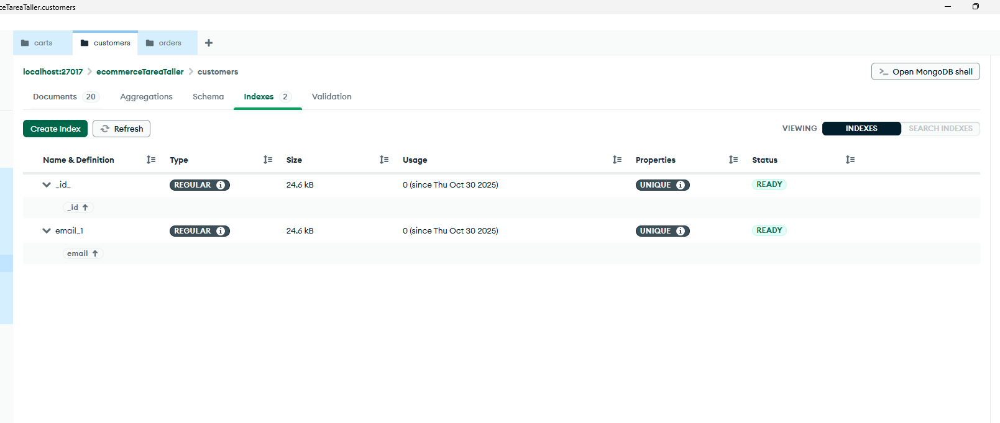 ceTareaTaller.customers
carts customers orders
localhost:27017 > ecommerceTareaTaller > customers
>_ Open MongoDB shell
Documents 20 Aggregations Schema Indexes 2 Validation
Create Index Refresh VIEWING INDEXES SEARCH INDEXES
Name & Definition Type Size Usage Properties Status
_id_ REGULAR 24.6 kB 0 (since Thu Oct 30 2025) UNIQUE READY
_id ↑
email_1 REGULAR 24.6 kB 0 (since Thu Oct 30 2025) UNIQUE READY
email ↑